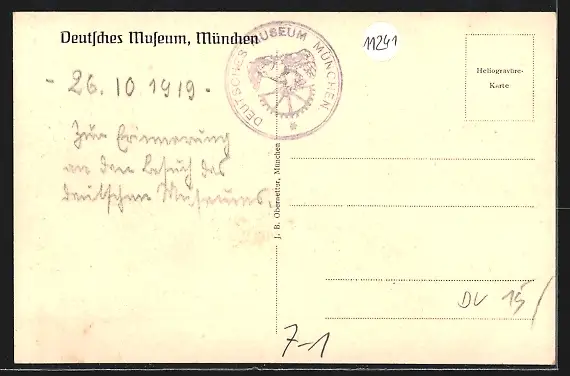 Deutsches Museum, München
DEUTSCHES MUSEUM MÜNCHEN
11241
Heliogravüre-
Karte
- 26. 10 1919 -
Zur Erinnerung
an den Besuch des
deutschen Museums.
J. B. Obernetter, München
DV 15
7-1